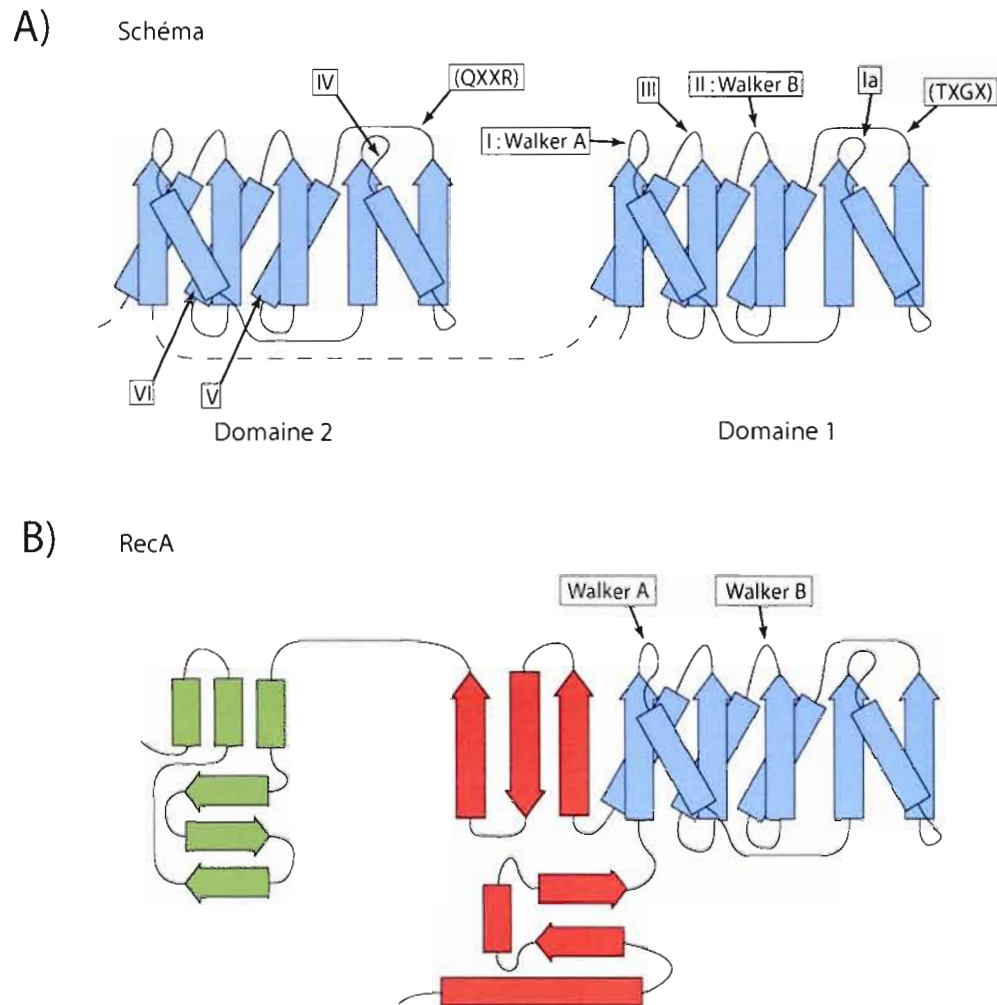 A)
Schéma
IV
(QXXR)
I : Walker A
III
II : Walker B
Ia
(TXGX)
VI
V
Domaine 2
Domaine 1
B)
RecA
Walker A
Walker B